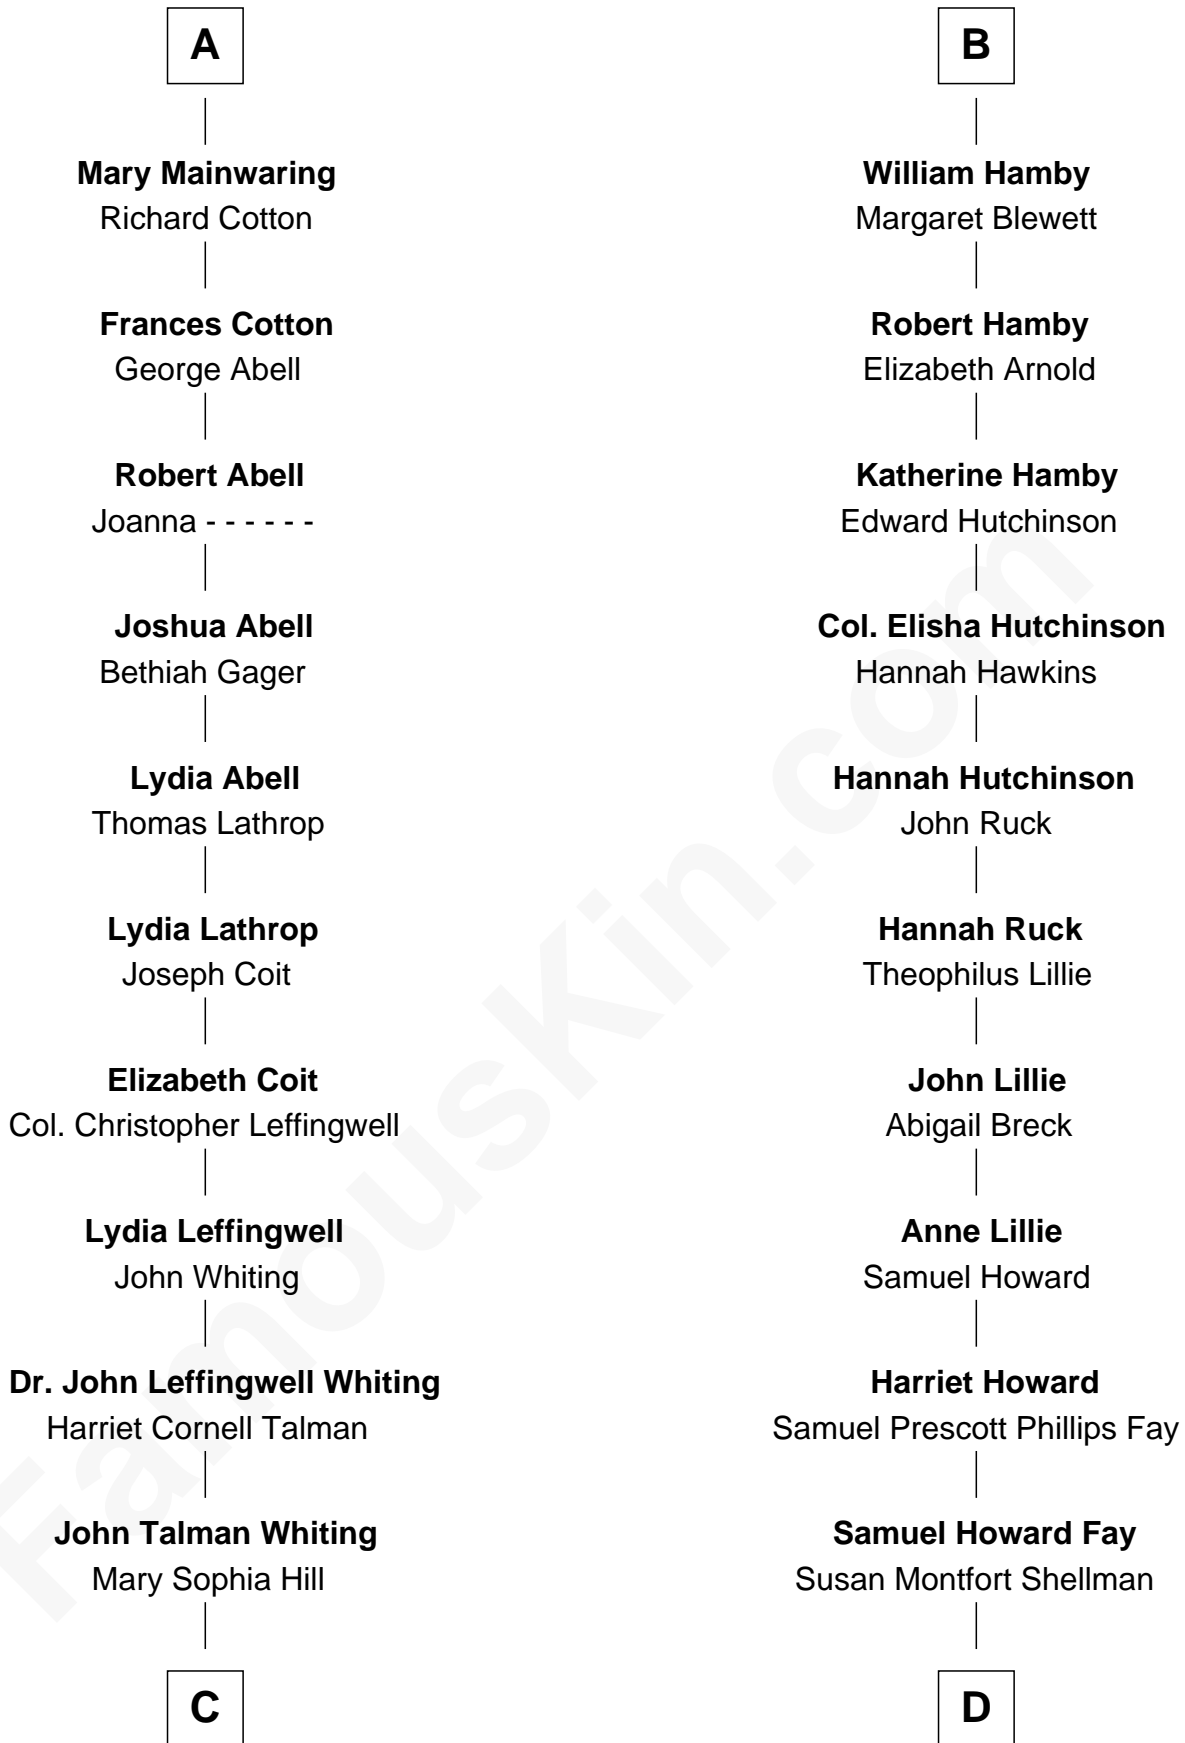 A
Mary Mainwaring
Richard Cotton
Frances Cotton
George Abell
Robert Abell
Joanna - - - - - -
Joshua Abell
Bethiah Gager
Lydia Abell
Thomas Lathrop
Lydia Lathrop
Joseph Coit
Elizabeth Coit
Col. Christopher Leffingwell
Lydia Leffingwell
John Whiting
Dr. John Leffingwell Whiting
Harriet Cornell Talman
John Talman Whiting
Mary Sophia Hill
C
B
William Hamby
Margaret Blewett
Robert Hamby
Elizabeth Arnold
Katherine Hamby
Edward Hutchinson
Col. Elisha Hutchinson
Hannah Hawkins
Hannah Hutchinson
John Ruck
Hannah Ruck
Theophilus Lillie
John Lillie
Abigail Breck
Anne Lillie
Samuel Howard
Harriet Howard
Samuel Prescott Phillips Fay
Samuel Howard Fay
Susan Montfort Shellman
D
FamousKin.com